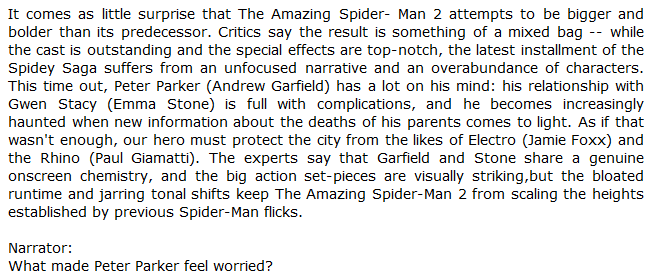 It comes as little surprise that The Amazing Spider- Man 2 attempts to be bigger and
bolder than its predecessor. Critics say the result is something of a mixed bag -- while
the cast is outstanding and the special effects are top-notch, the latest installment of the
Spidey Saga suffers from an unfocused narrative and an overabundance of characters.
This time out, Peter Parker (Andrew Garfield) has a lot on his mind: his relationship with
Gwen Stacy (Emma Stone) is full with complications, and he becomes increasingly
haunted when new information about the deaths of his parents comes to light. As if that
wasn't enough, our hero must protect the city from the likes of Electro (Jamie Foxx) and
the Rhino (Paul Giamatti). The experts say that Garfield and Stone share a genuine
onscreen chemistry, and the big action set-pieces are visually striking,but the bloated
runtime and jarring tonal shifts keep The Amazing Spider-Man 2 from scaling the heights
established by previous Spider-Man flicks.
Narrator:
What made Peter Parker feel worried?